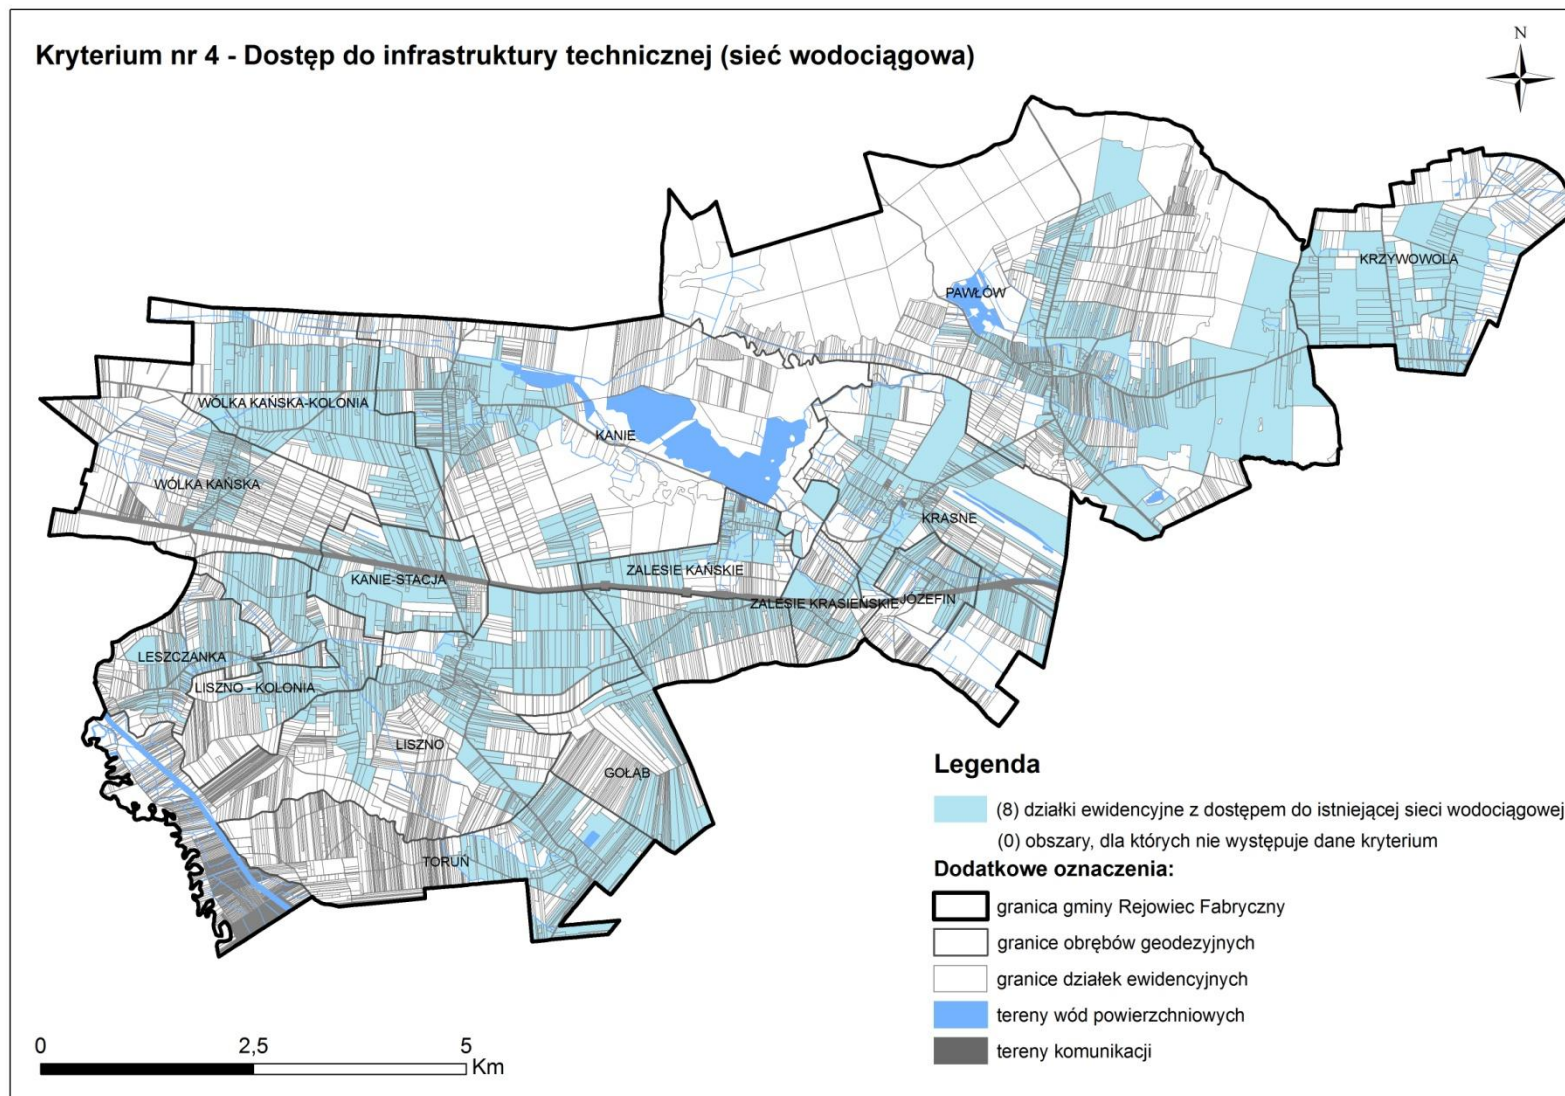 Kryterium nr 4 - Dostęp do infrastruktury technicznej (sieć wodociągowa)
N
KRZYWOWOLA
PAWŁÓW
WÓLKA KAŃSKA-KOLONIA
KANIE
WÓLKA KAŃSKA
KRASNE
ZALESIE KAŃSKIE
KANIE-STACJA
ZALESIE KRASIEŃSKIE
JÓZEFIN
LESZCZANKA
LISZNO - KOLONIA
LISZNO
GOŁĄB
TORUŃ
Legenda
(8) działki ewidencyjne z dostępem do istniejącej sieci wodociągowej
(0) obszary, dla których nie występuje dane kryterium
Dodatkowe oznaczenia:
granica gminy Rejowiec Fabryczny
granice obrębów geodezyjnych
granice działek ewidencyjnych
tereny wód powierzchniowych
tereny komunikacji
0 2,5 5
Km